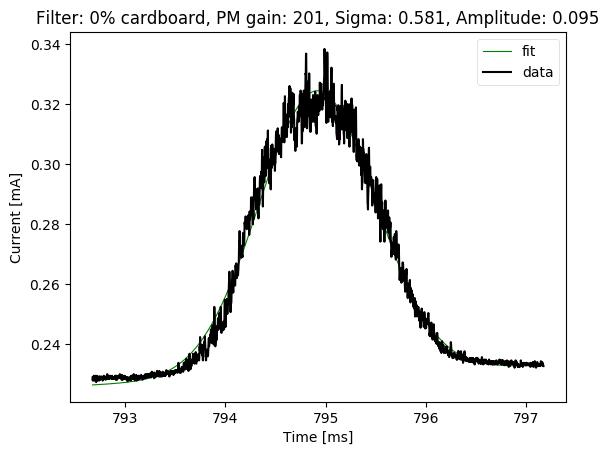 Filter: 0% cardboard, PM gain: 201, Sigma: 0.581, Amplitude: 0.095
fit
data
Current [mA]
0.34
0.32
0.30
0.28
0.26
0.24
793 794 795 796 797
Time [ms]